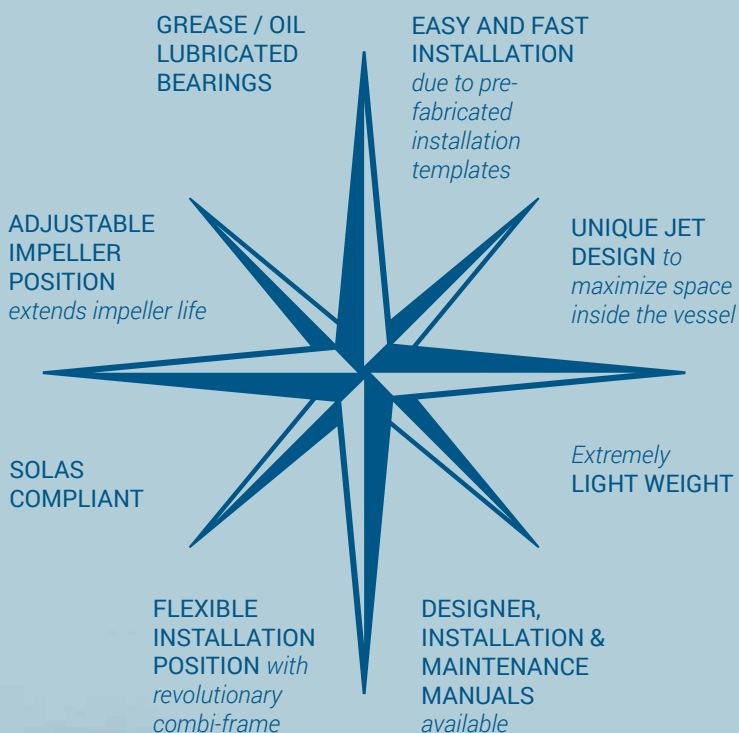 GREASE / OIL
LUBRICATED
BEARINGS
EASY AND FAST
INSTALLATION
due to pre-
fabricated
installation
templates
ADJUSTABLE
IMPELLER
POSITION
extends impeller life
UNIQUE JET
DESIGN to
maximize space
inside the vessel
SOLAS
COMPLIANT
Extremely
LIGHT WEIGHT
FLEXIBLE
INSTALLATION
POSITION with
revolutionary
combi-frame
DESIGNER,
INSTALLATION &
MAINTENANCE
MANUALS
available